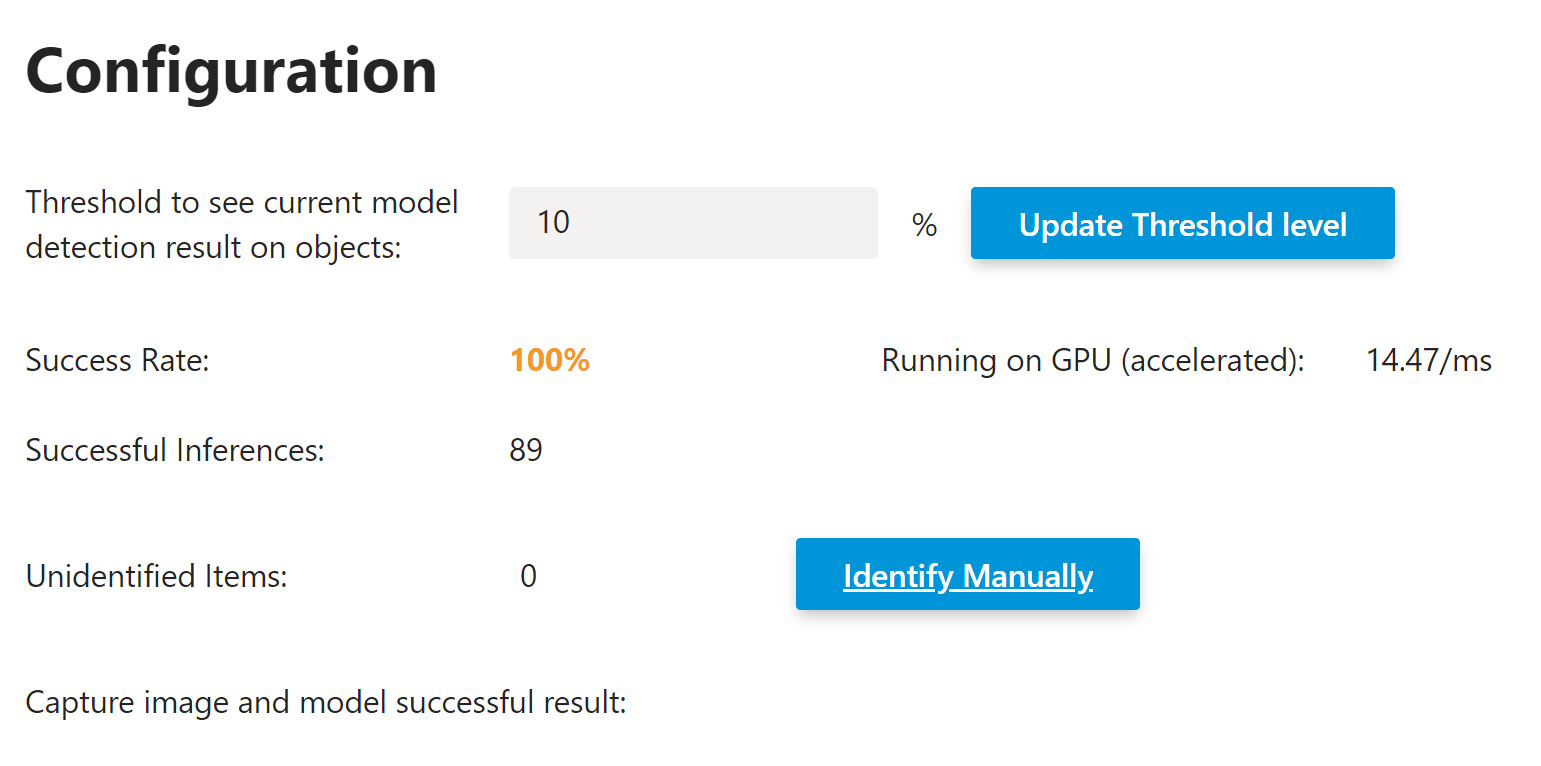 Configuration
Threshold to see current model
detection result on objects:
10 % Update Threshold level
Success Rate: 100% Running on GPU (accelerated): 14.47/ms
Successful Inferences: 89
Unidentified Items: 0 Identify Manually
Capture image and model successful result: